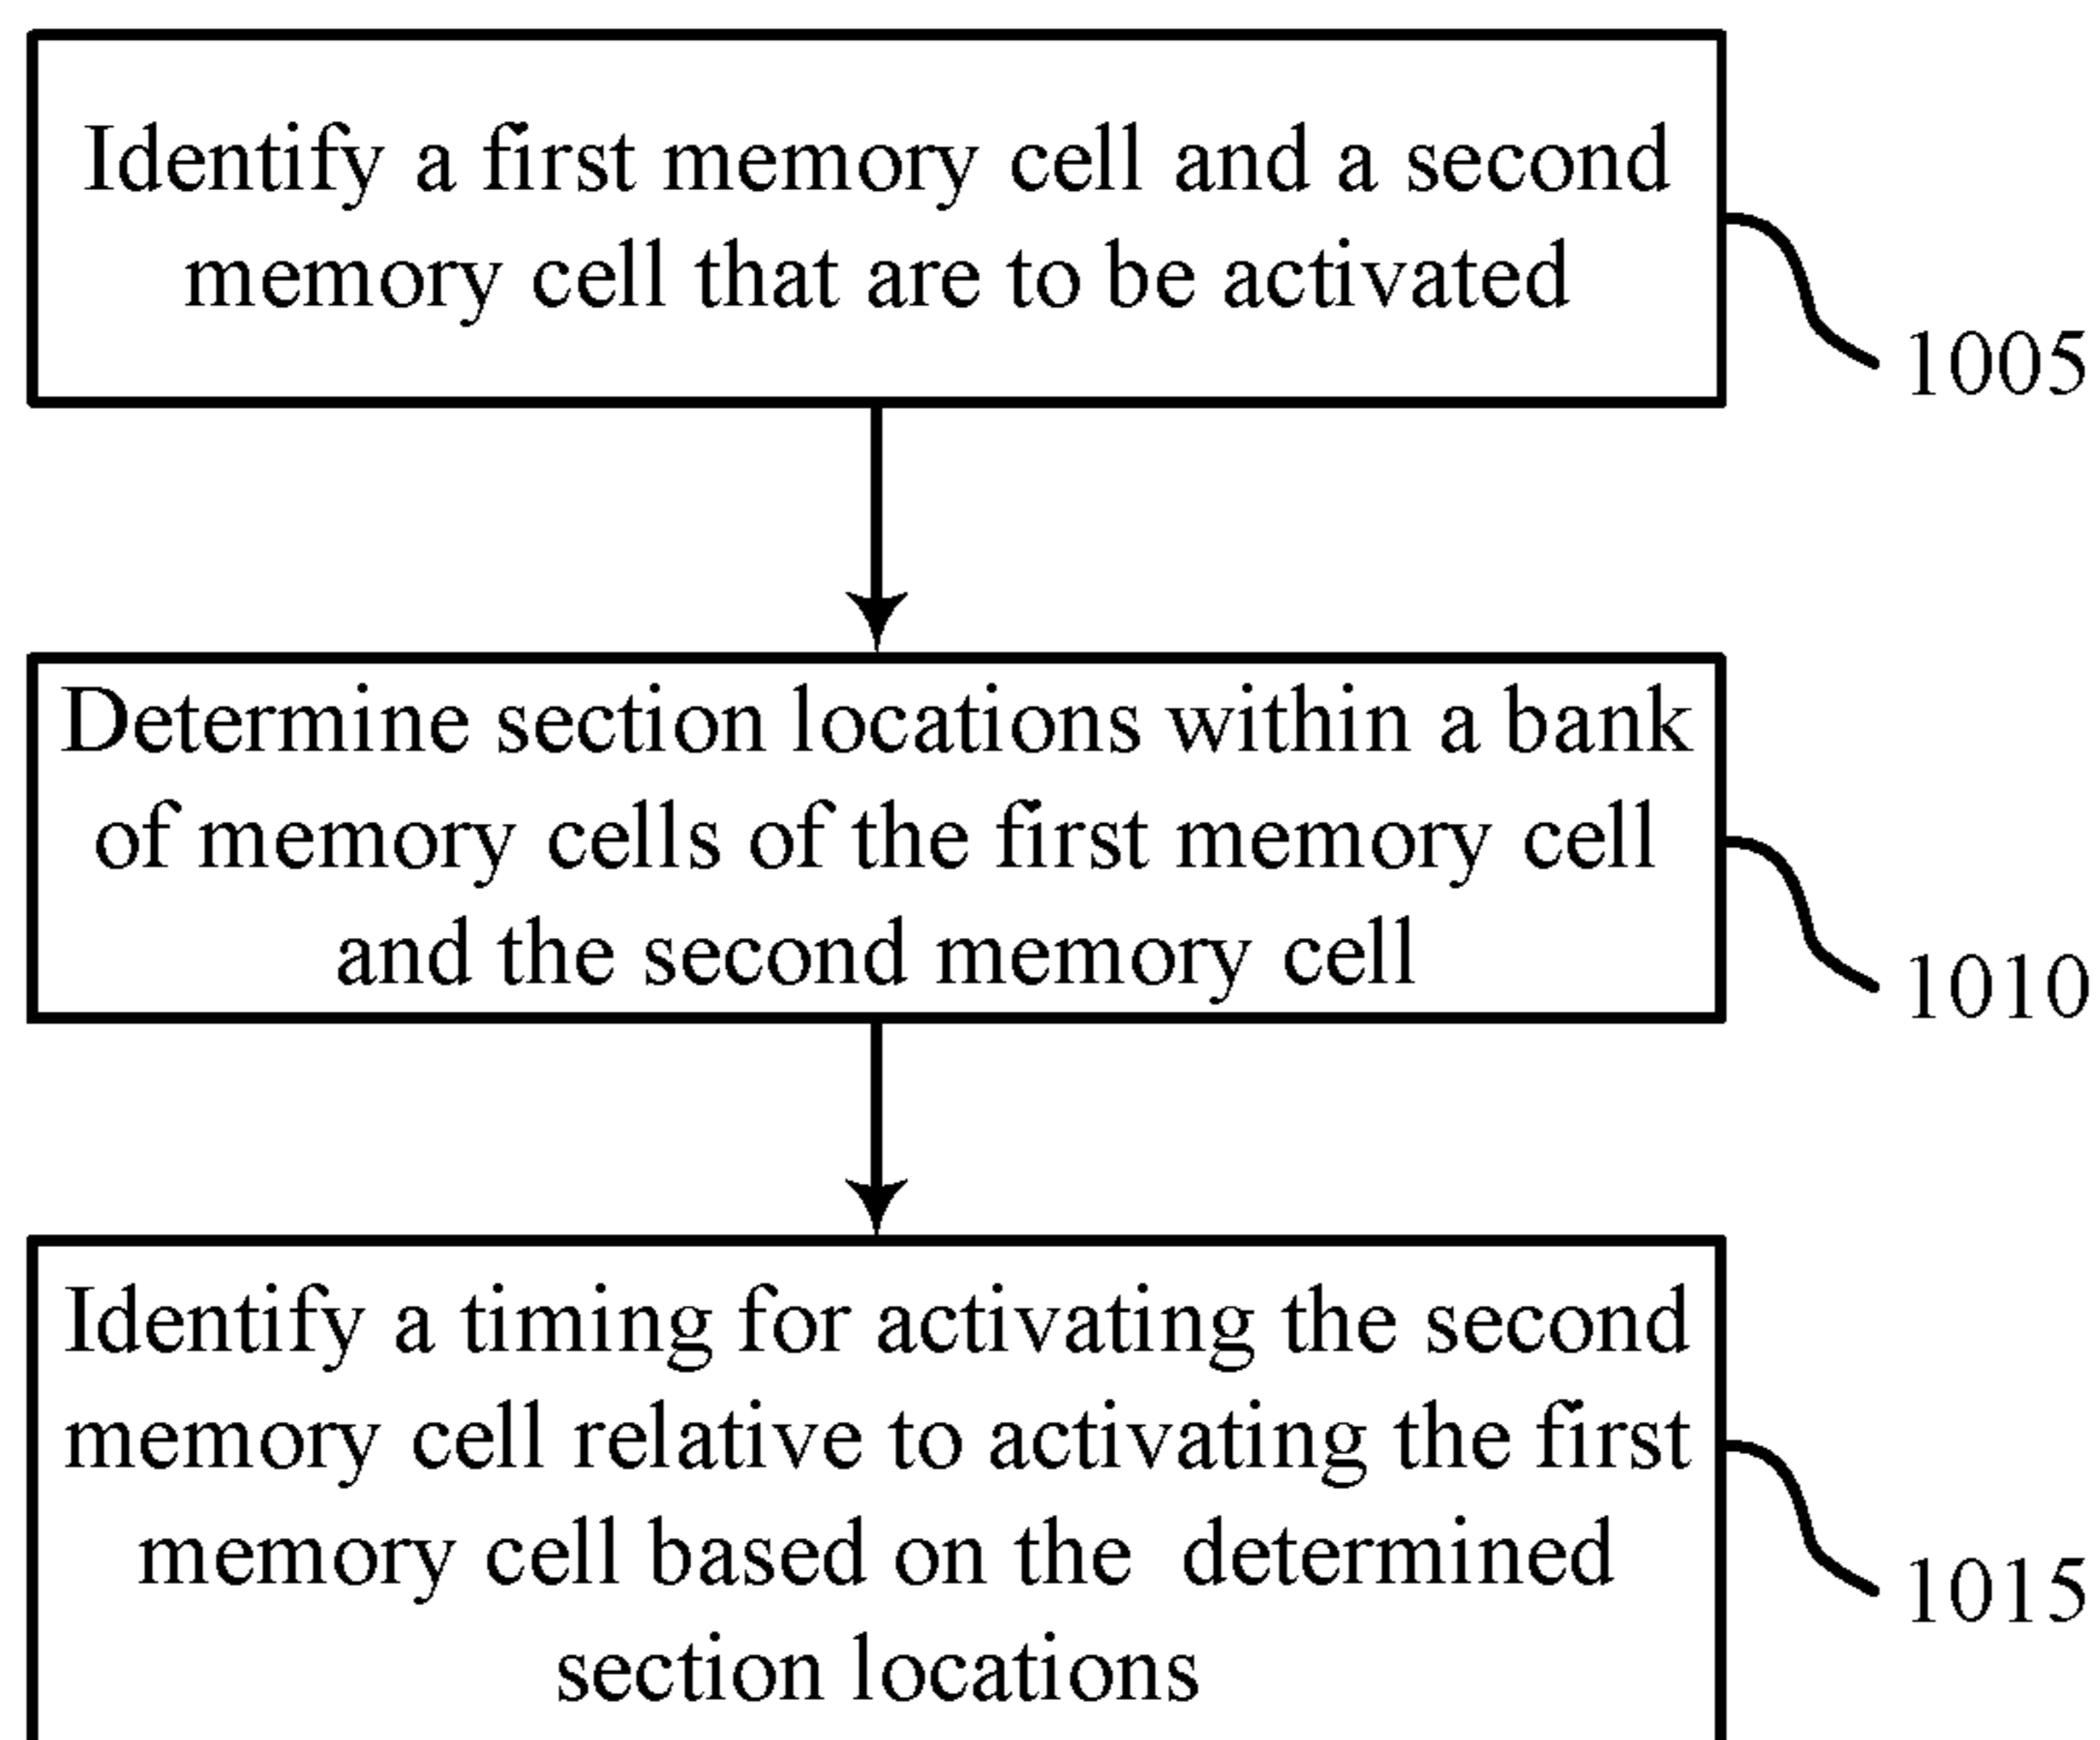 Identify a first memory cell and a second
memory cell that are to be activated
1005
Determine section locations within a bank
of memory cells of the first memory cell
and the second memory cell
1010
Identify a timing for activating the second
memory cell relative to activating the first
memory cell based on the determined
section locations
1015